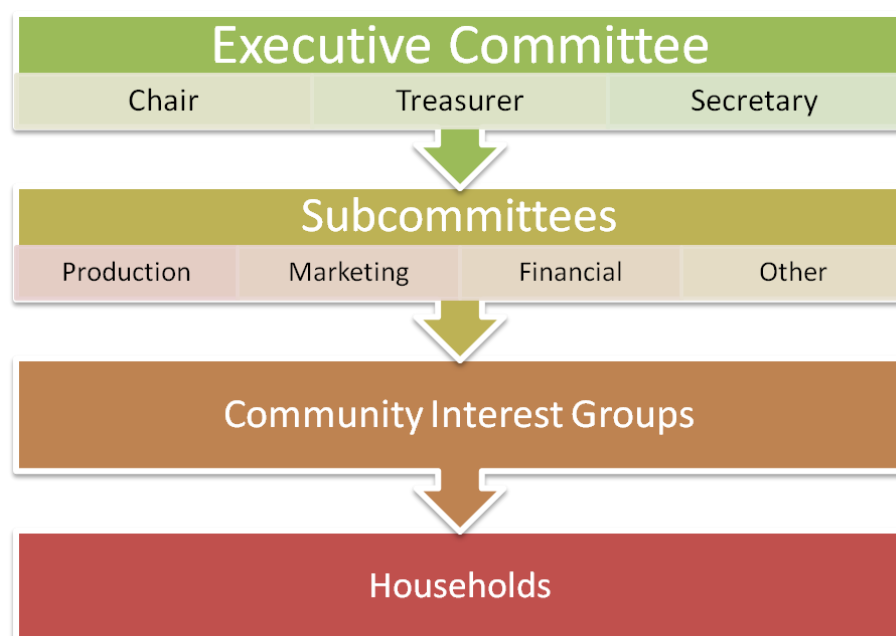 Executive Committee
Chair Treasurer Secretary
Subcommittees
Production Marketing Financial Other
Community Interest Groups
Households